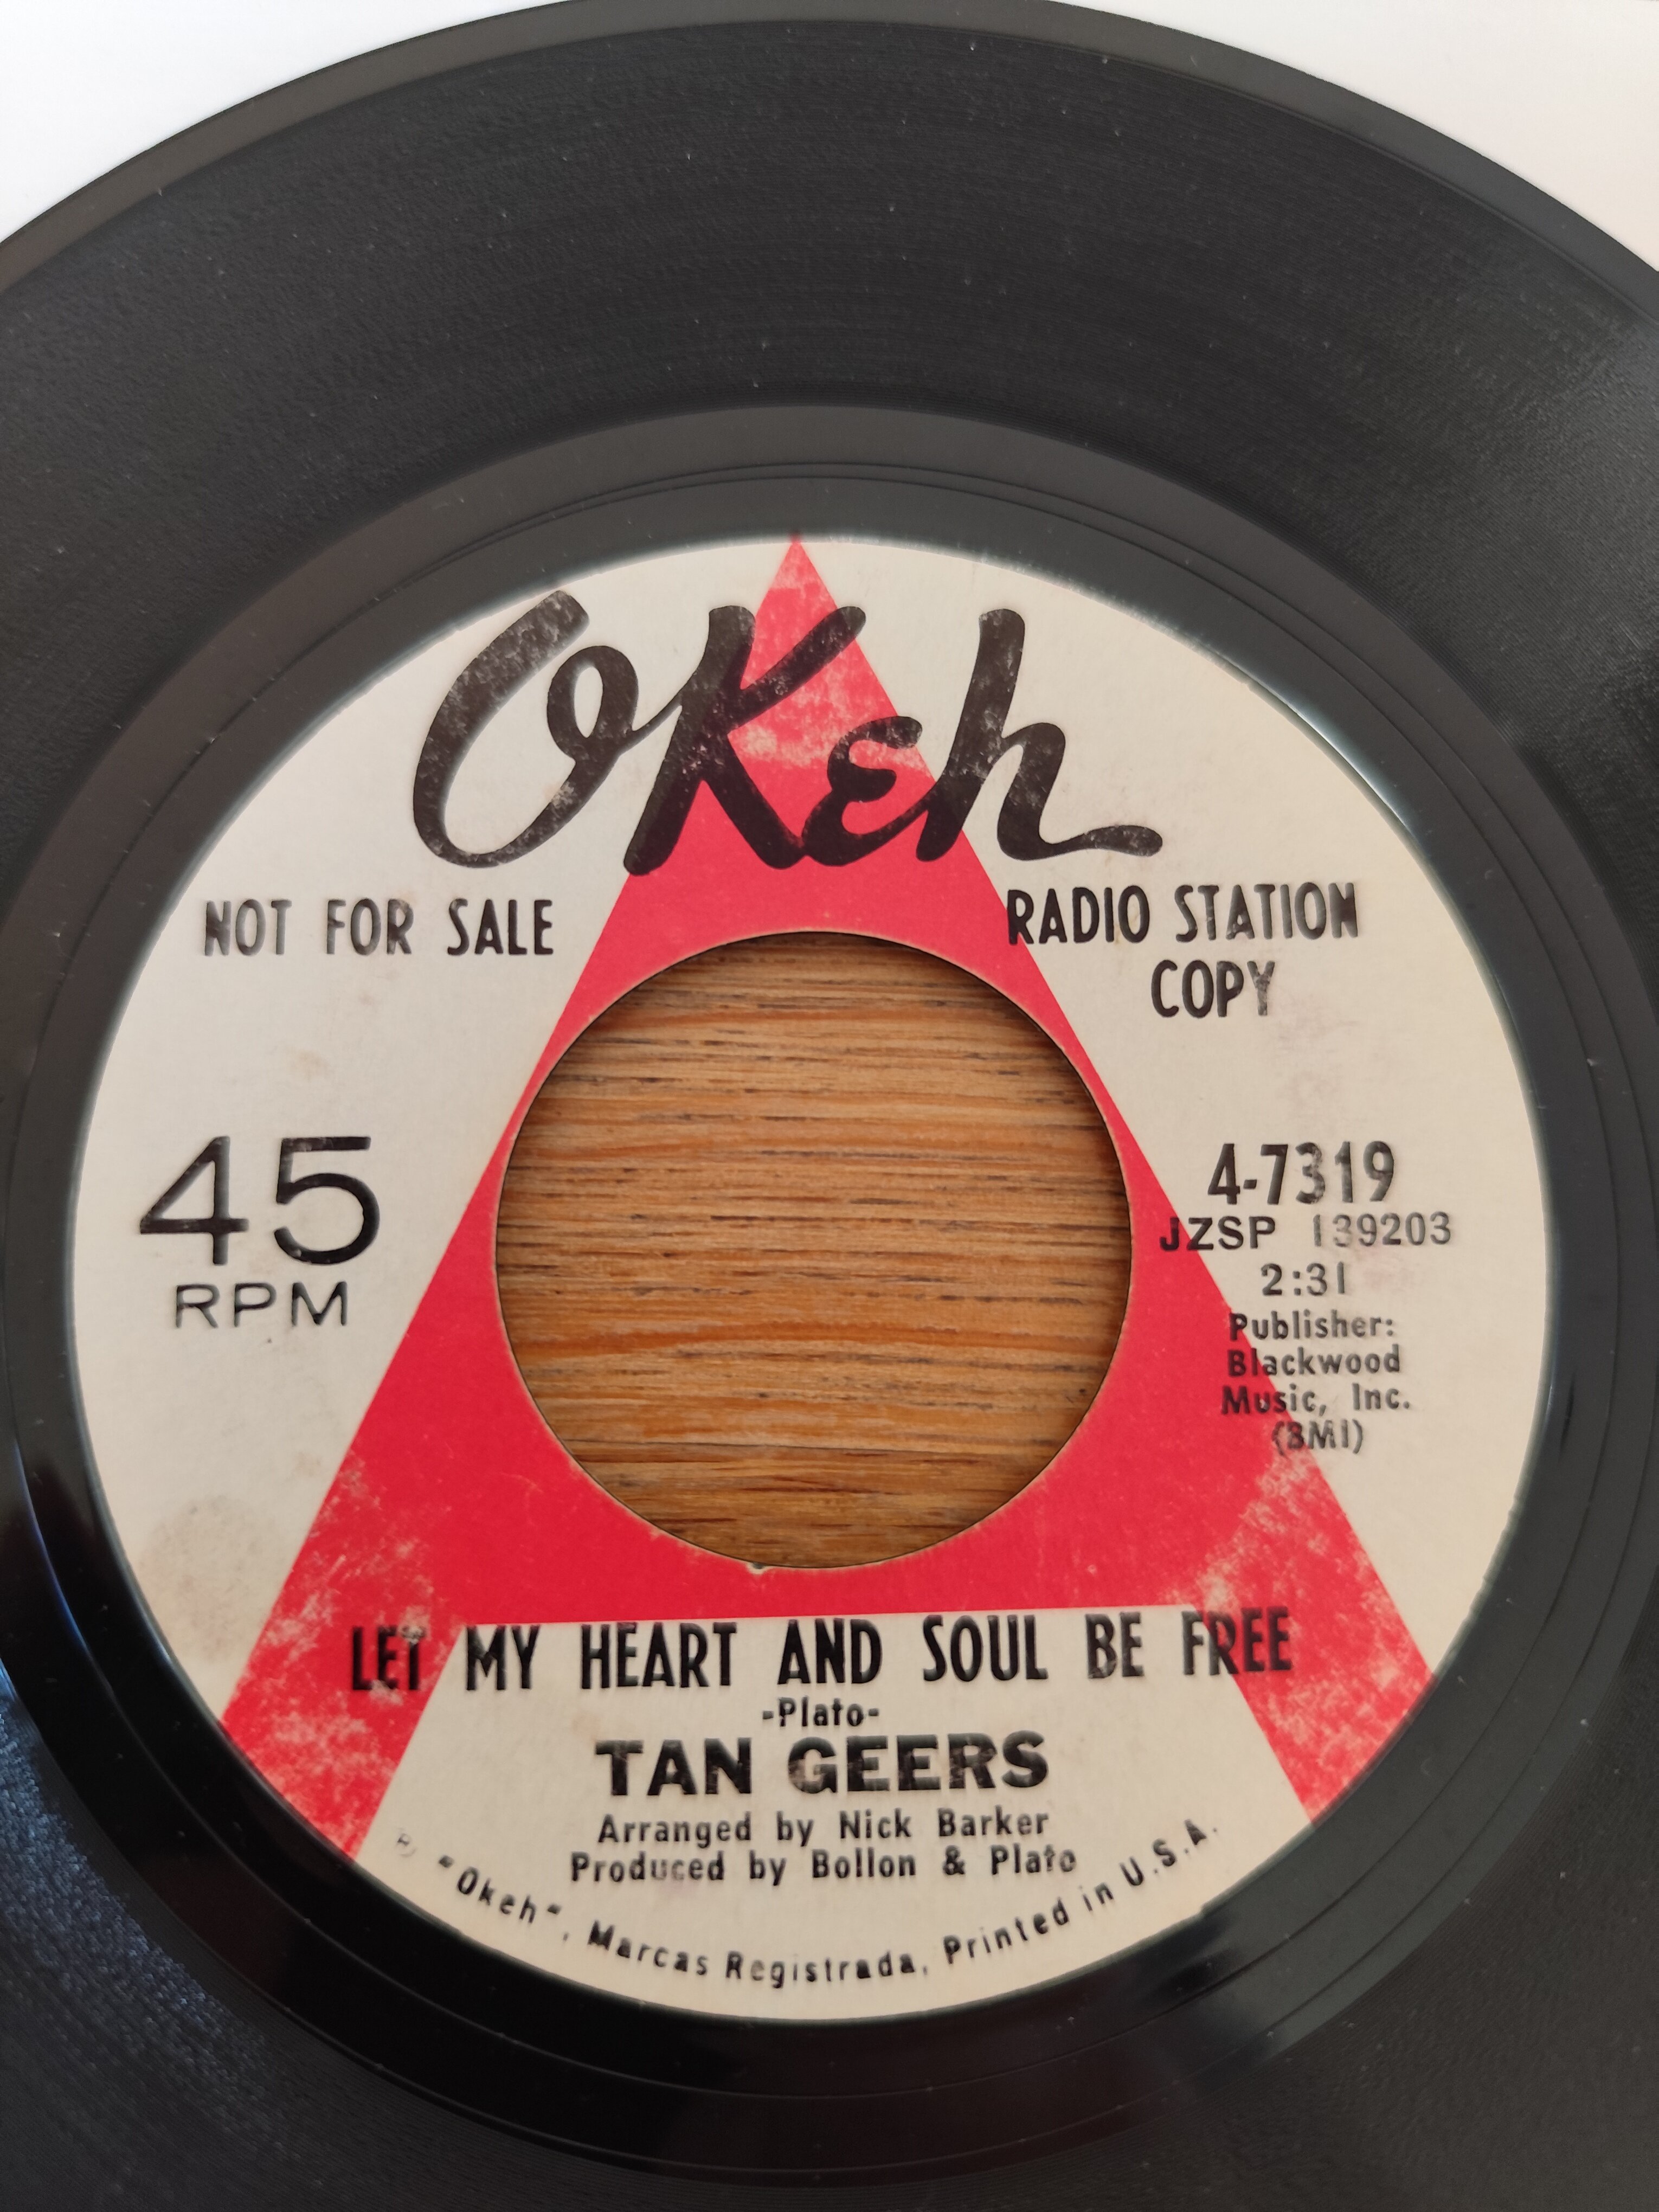 OKeh
NOT FOR SALE
RADIO STATION
COPY
45
RPM
4-7319
JZSP 139203
2:31
Publisher:
Blackwood
Music, Inc.
(BMI)
LET MY HEART AND SOUL BE FREE
-Plato-
TAN GEERS
Arranged by Nick Barker
Produced by Bollon & Plato
® "Okeh", Marcas Registrada, Printed in U.S.A.